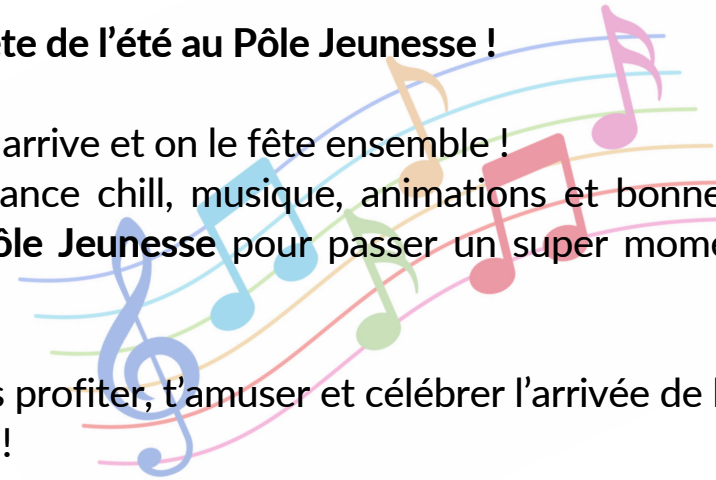 te de l’été au Pôle Jeunesse !
arrive et on le fête ensemble !
ance chill, musique, animations et bonne
ôle Jeunesse pour passer un super mome
s profiter, t’amuser et célébrer l’arrivée de l
!